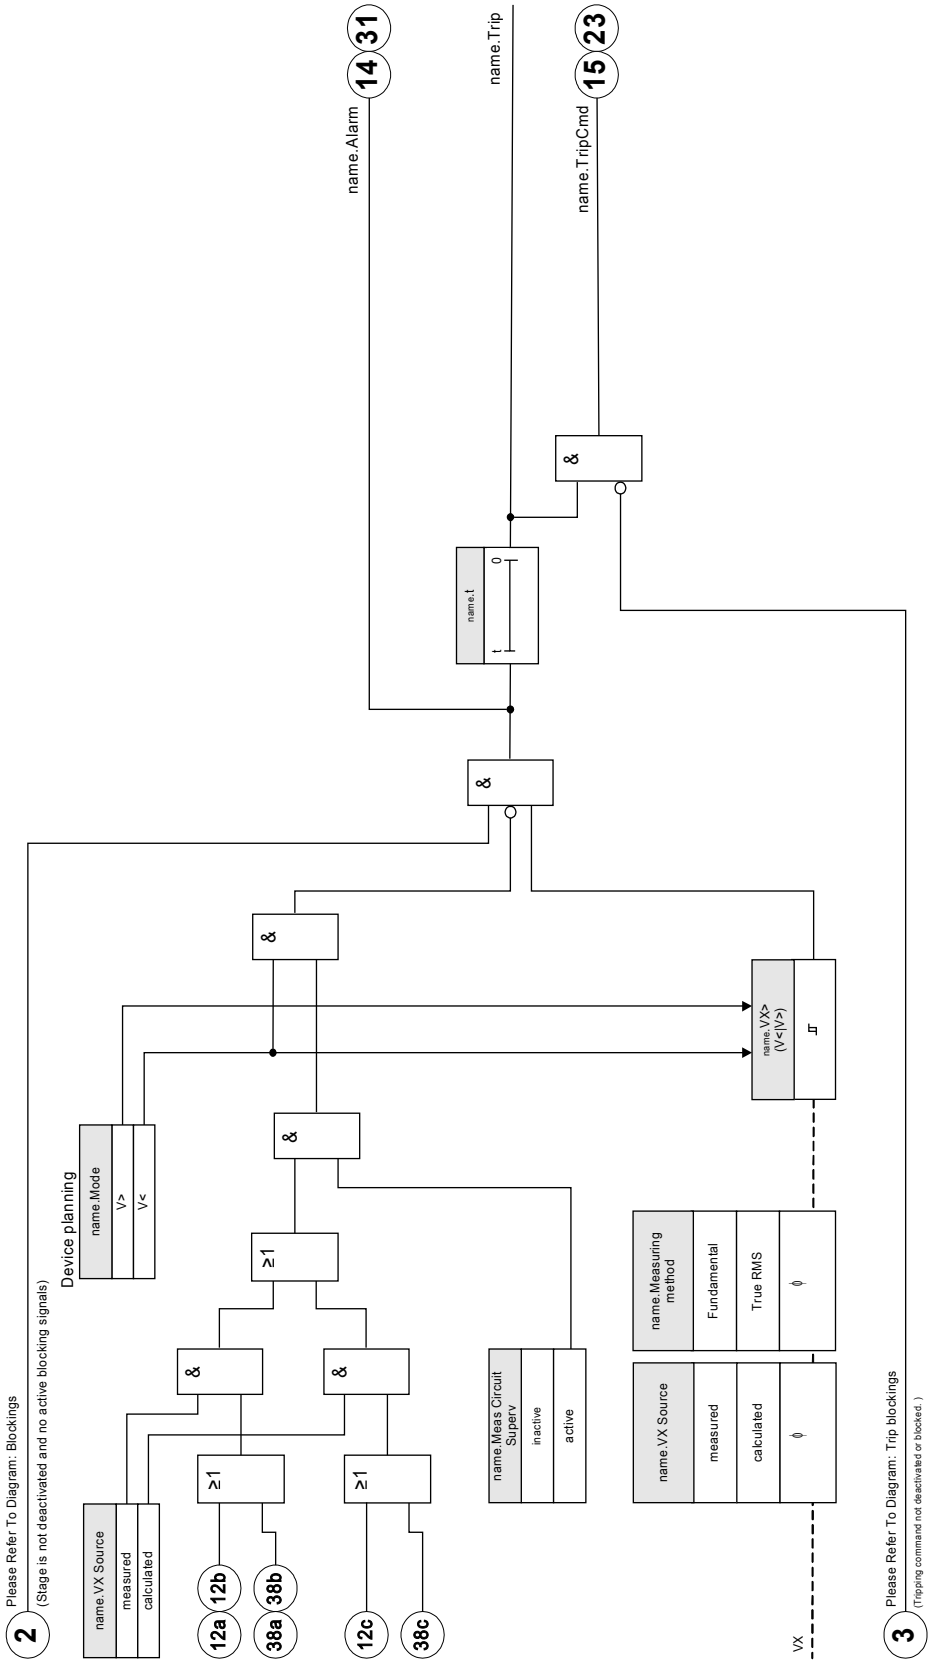 2
Please Refer To Diagram: Blockings
(Stage is not deactivated and no active blocking signals)
Device planning
name.Mode
V>
V<
name.VX Source
measured
calculated
12a
12b
38a
38b
≥1
&
12c
38c
≥1
&
≥1
&
&
&
name.Meas Circuit
Superv
inactive
active
name.VX Source
measured
calculated
ϕ
name.Measuring
method
Fundamental
True RMS
ϕ
VX
name.VX>
(V<|V>)
name.t
t
0
&
name.Alarm
14
31
name.Trip
name.TripCmd
15
23
3
Please Refer To Diagram: Trip blockings
(Tripping command not deactivated or blocked. )